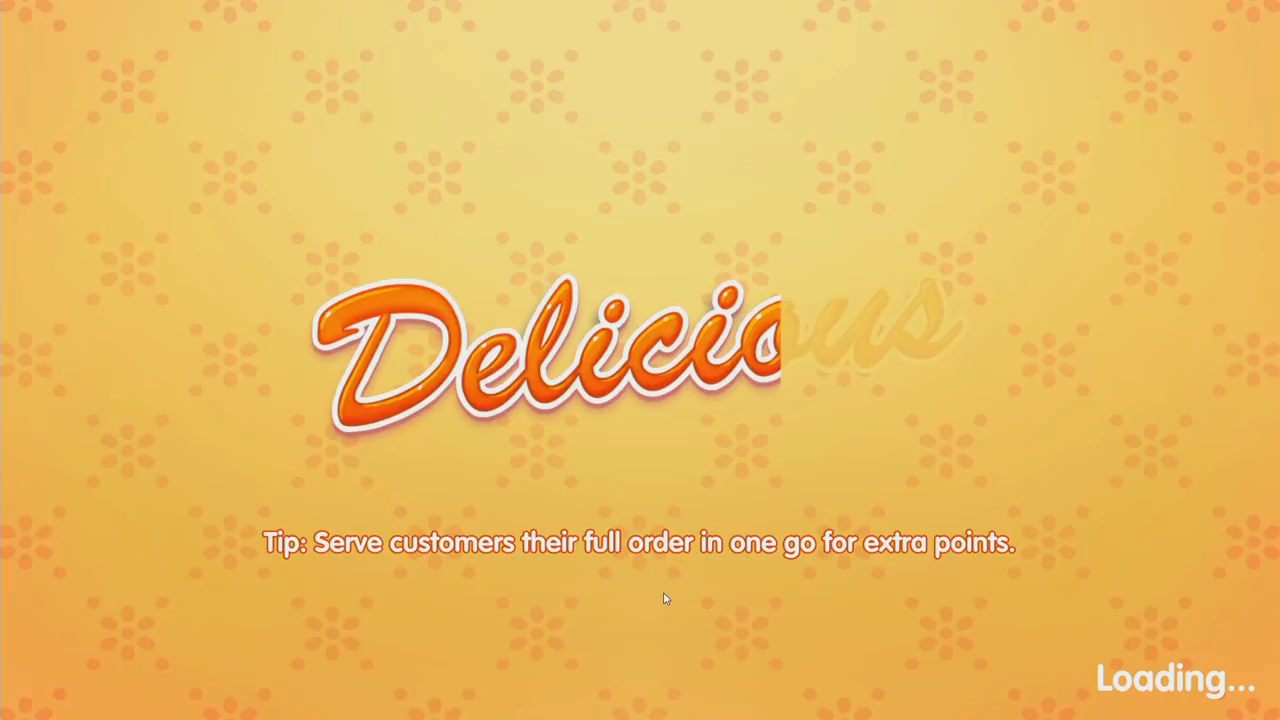 Delicious
Tip: Serve customers their full order in one go for extra points.
Loading...